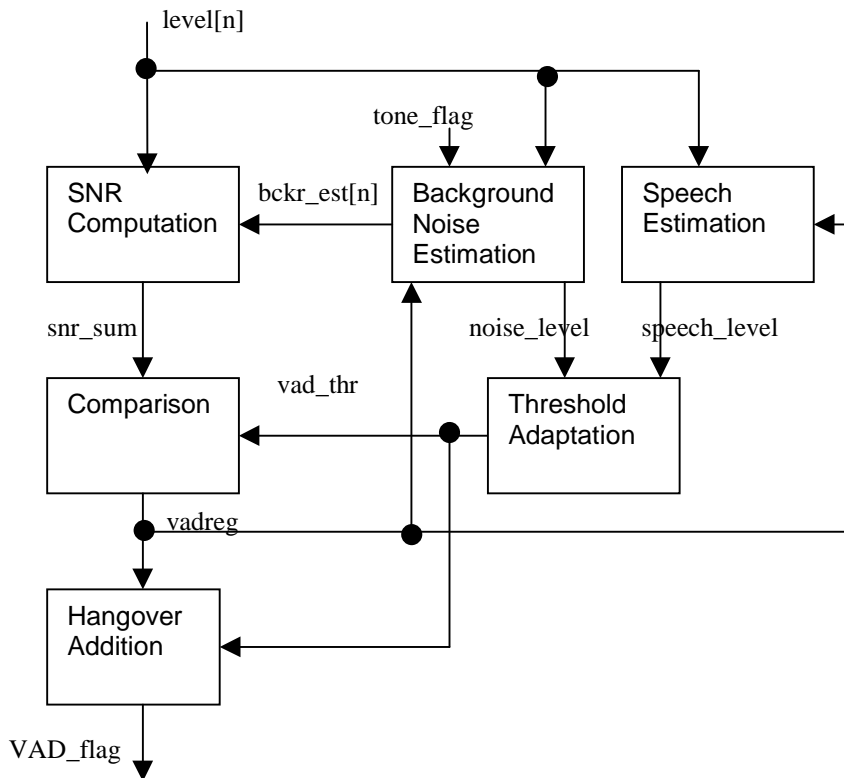 level[n]
tone_flag
SNR
Computation
bckr_est[n]
Background
Noise
Estimation
Speech
Estimation
snr_sum
noise_level
speech_level
Comparison
vad_thr
Threshold
Adaptation
vadreg
Hangover
Addition
VAD_flag